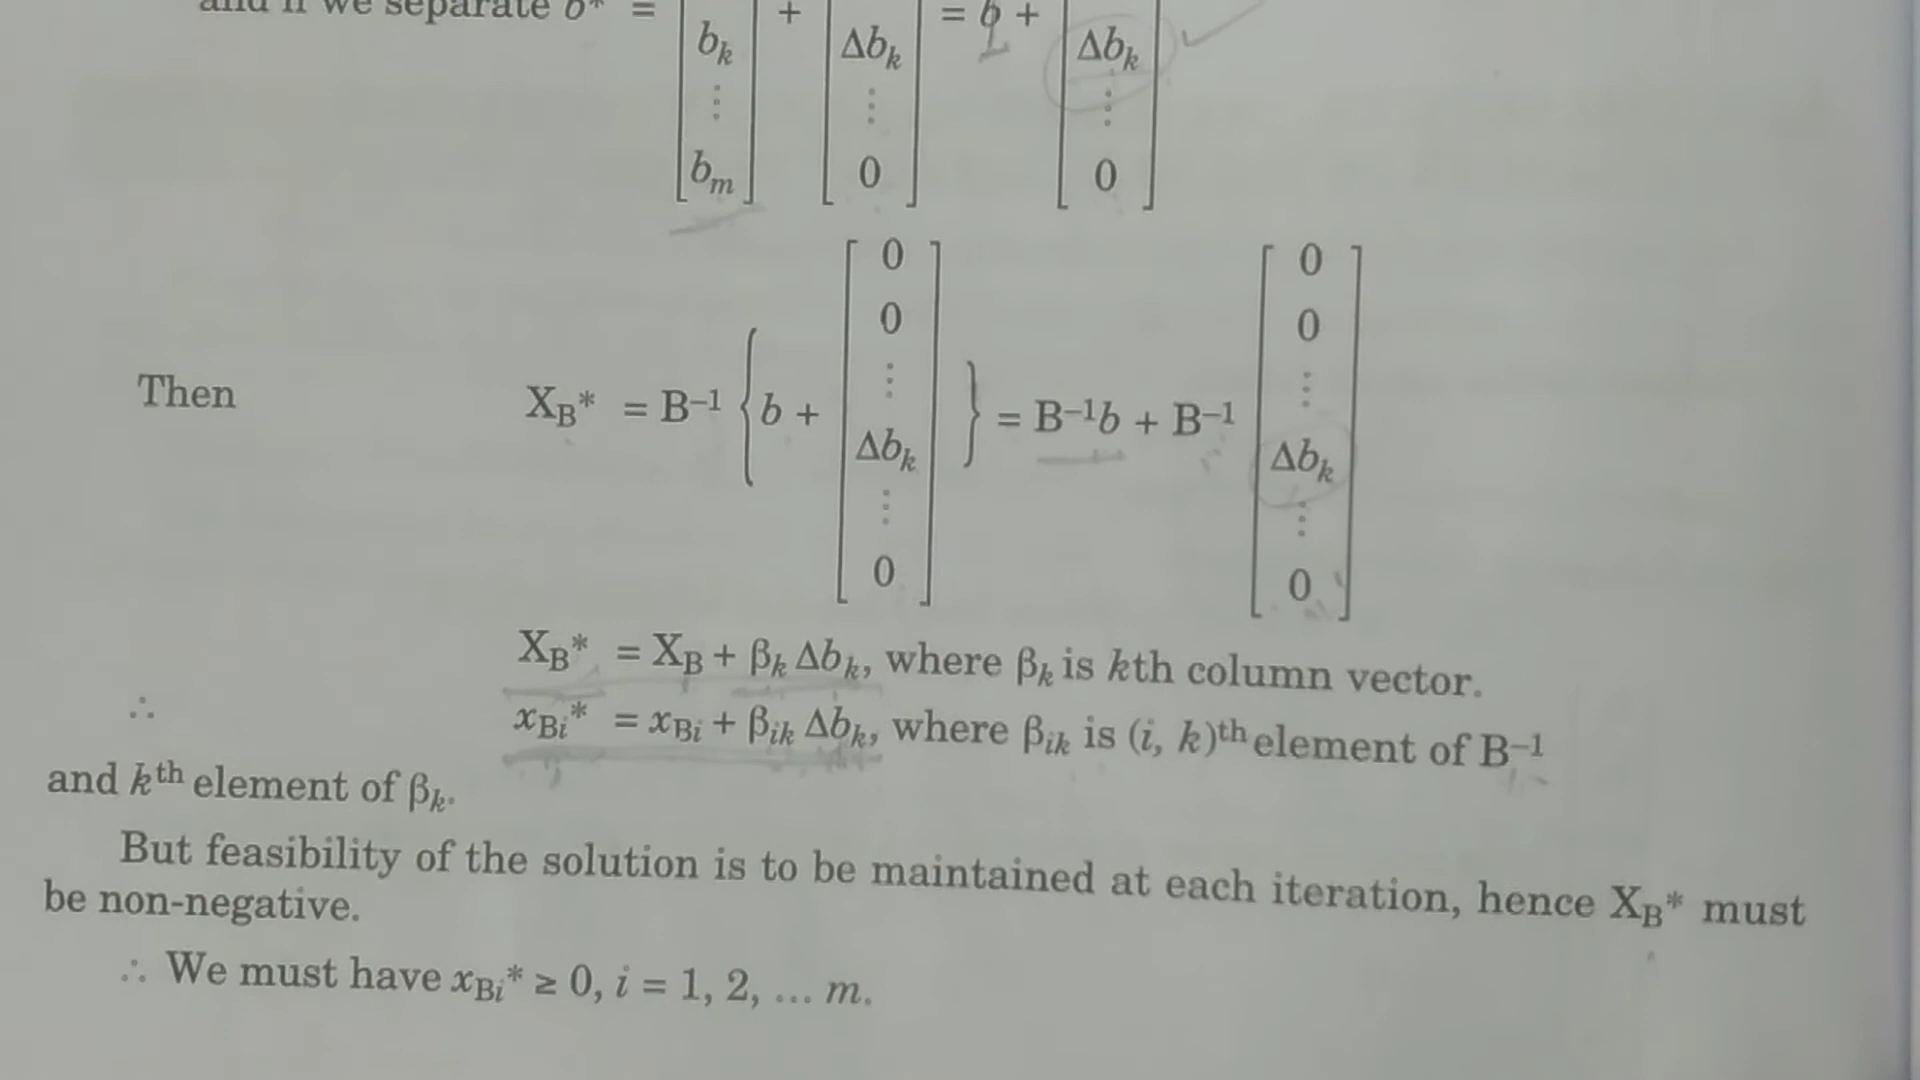 and if we separate b* = [b_k ⋮ b_m] + [Δb_k ⋮ 0] = b + [Δb_k ⋮ 0]
Then X_B* = B⁻¹ {b + [0 0 ⋮ Δb_k ⋮ 0]} = B⁻¹b + B⁻¹ [0 0 ⋮ Δb_k ⋮ 0]
X_B* = X_B + β_k Δb_k, where β_k is kth column vector.
∴ x_Bi* = x_Bi + β_ik Δb_k, where β_ik is (i, k)th element of B⁻¹
and kth element of β_k.
But feasibility of the solution is to be maintained at each iteration, hence X_B* must
be non-negative.
∴ We must have x_Bi* ≥ 0, i = 1, 2, ... m.